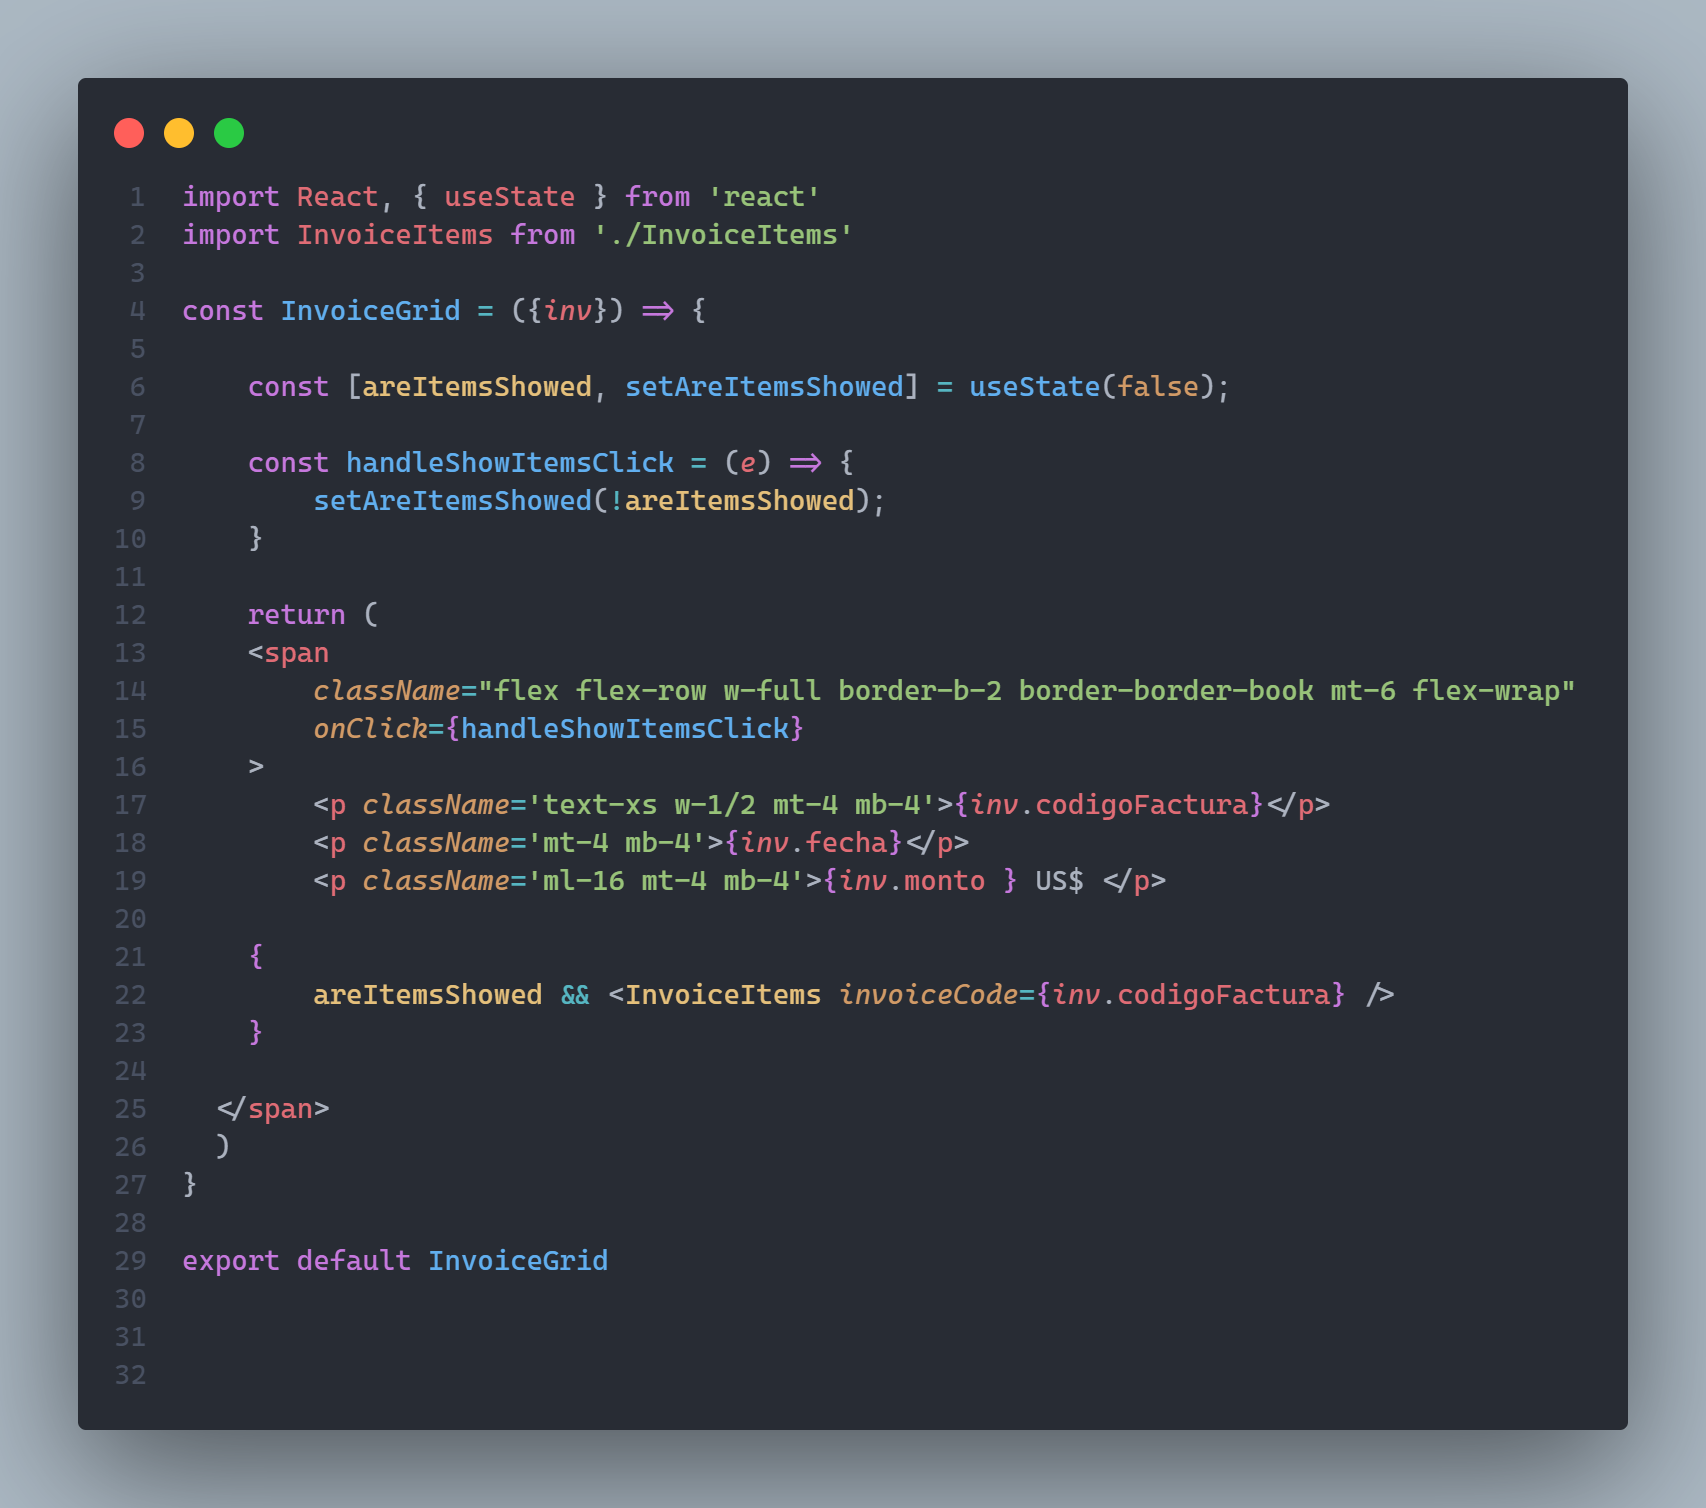 1 import React, { useState } from 'react'
2 import InvoiceItems from './InvoiceItems'
3
4 const InvoiceGrid = ({inv}) => {
5
6     const [areItemsShowed, setAreItemsShowed] = useState(false);
7
8     const handleShowItemsClick = (e) => {
9         setAreItemsShowed(!areItemsShowed);
10     }
11
12     return (
13     <span
14         className="flex flex-row w-full border-b-2 border-border-book mt-6 flex-wrap"
15         onClick={handleShowItemsClick}
16     >
17         <p className='text-xs w-1/2 mt-4 mb-4'>{inv.codigoFactura}</p>
18         <p className='mt-4 mb-4'>{inv.fecha}</p>
19         <p className='ml-16 mt-4 mb-4'>{inv.monto } US$ </p>
20
21     {
22         areItemsShowed && <InvoiceItems invoiceCode={inv.codigoFactura} />
23     }
24
25   </span>
26   )
27 }
28
29 export default InvoiceGrid
30
31
32